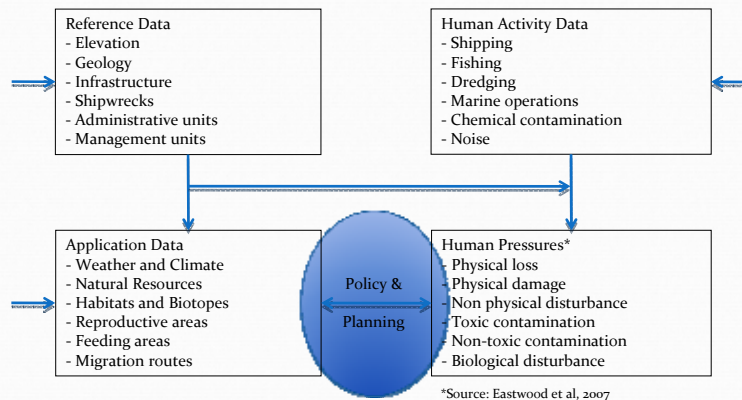 Reference Data
- Elevation
- Geology
- Infrastructure
- Shipwrecks
- Administrative units
- Management units
Human Activity Data
- Shipping
- Fishing
- Dredging
- Marine operations
- Chemical contamination
- Noise
Application Data
- Weather and Climate
- Natural Resources
- Habitats and Biotopes
- Reproductive areas
- Feeding areas
- Migration routes
Policy &
Planning
Human Pressures*
- Physical loss
- Physical damage
- Non physical disturbance
- Toxic contamination
- Non-toxic contamination
- Biological disturbance
*Source: Eastwood et al, 2007